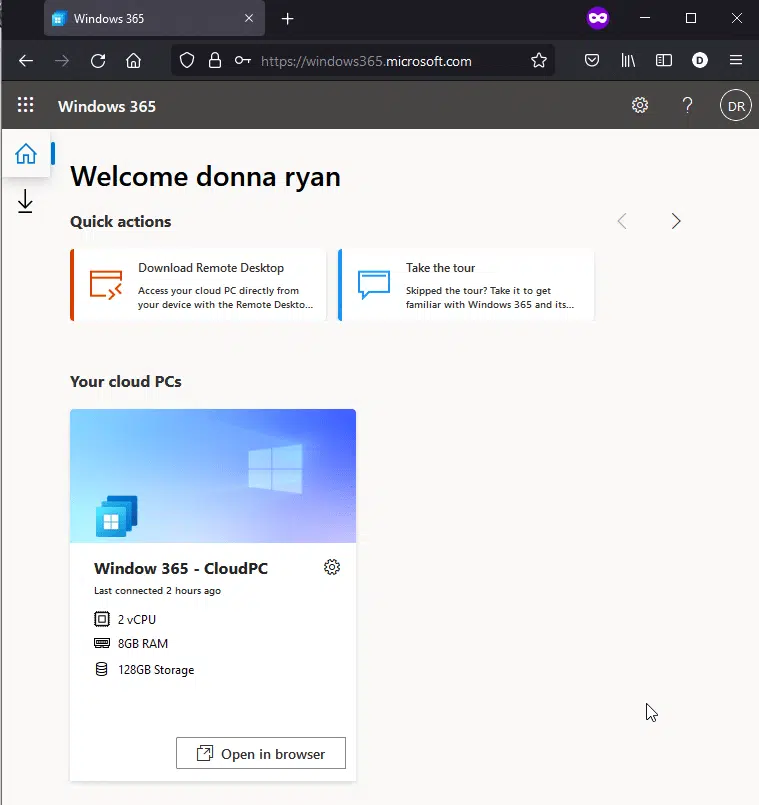 Windows 365
https://windows365.microsoft.com
D
Windows 365
DR
Welcome donna ryan
Quick actions
Download Remote Desktop
Access your cloud PC directly from
your device with the Remote Deskto...
Take the tour
Skipped the tour? Take it to get
familiar with Windows 365 and its...
Your cloud PCs
Window 365 - CloudPC
Last connected 2 hours ago
2 vCPU
8GB RAM
128GB Storage
Open in browser